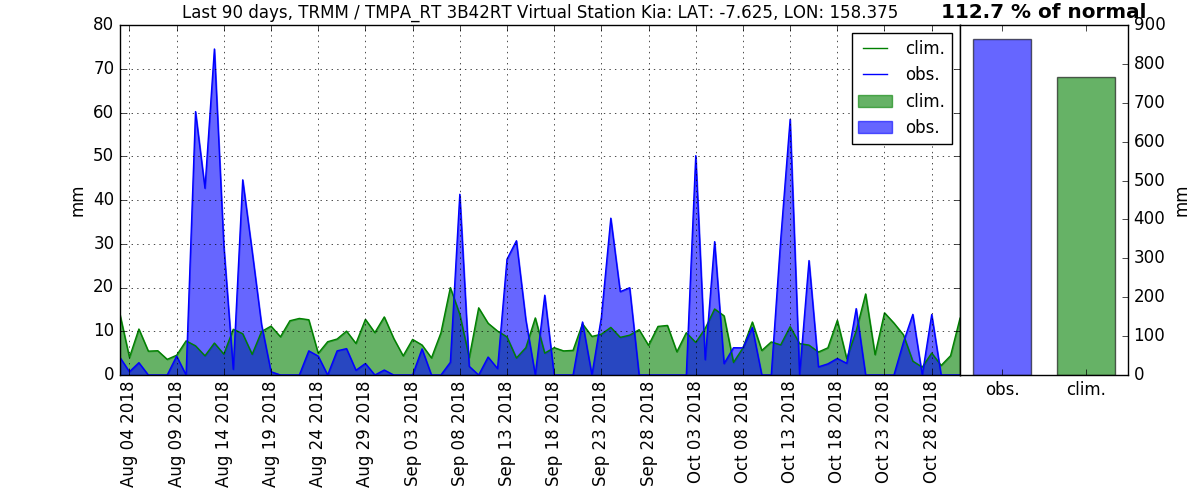 Last 90 days, TRMM / TMPA_RT 3B42RT Virtual Station Kia: LAT: -7.625, LON: 158.375
112.7 % of normal
80
70
60
50
40
30
20
10
0
mm
clim.
obs.
clim.
obs.
900
800
700
600
500
400
300
200
100
0
mm
obs.
clim.
Aug 04 2018
Aug 09 2018
Aug 14 2018
Aug 19 2018
Aug 24 2018
Aug 29 2018
Sep 03 2018
Sep 08 2018
Sep 13 2018
Sep 18 2018
Sep 23 2018
Sep 28 2018
Oct 03 2018
Oct 08 2018
Oct 13 2018
Oct 18 2018
Oct 23 2018
Oct 28 2018